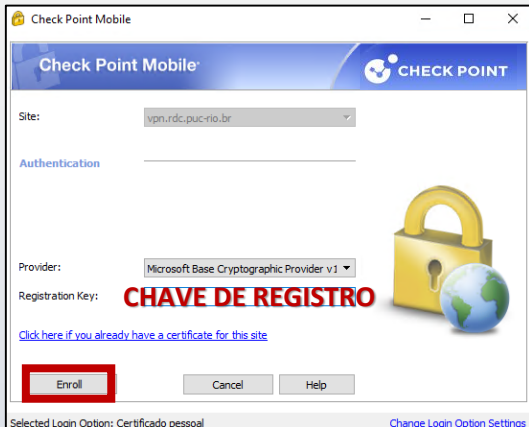 Check Point Mobile
Check Point Mobile
CHECK POINT
Site:
vpn.rdc.puc-rio.br
Authentication
Provider:
Microsoft Base Cryptographic Provider v1
Registration Key:
CHAVE DE REGISTRO
Click here if you already have a certificate for this site
Enroll
Cancel
Help
Selected Login Option: Certificado pessoal
Change Login Option Settings